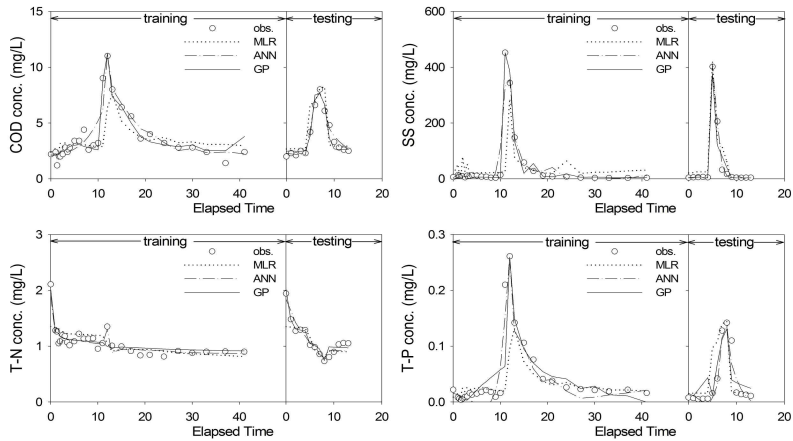 training
testing
COD conc. (mg/L)
15
10
5
0
obs.
MLR
ANN
GP
0 10 20 30 40 50 0 10 20
Elapsed Time
training
testing
SS conc. (mg/L)
600
400
200
0
obs.
MLR
ANN
GP
0 10 20 30 40 50 0 10 20
Elapsed Time
training
testing
T-N conc. (mg/L)
3
2
1
0
obs.
MLR
ANN
GP
0 10 20 30 40 50 0 10 20
Elapsed Time
training
testing
T-P conc. (mg/L)
0.3
0.2
0.1
0.0
obs.
MLR
ANN
GP
0 10 20 30 40 50 0 10 20
Elapsed Time